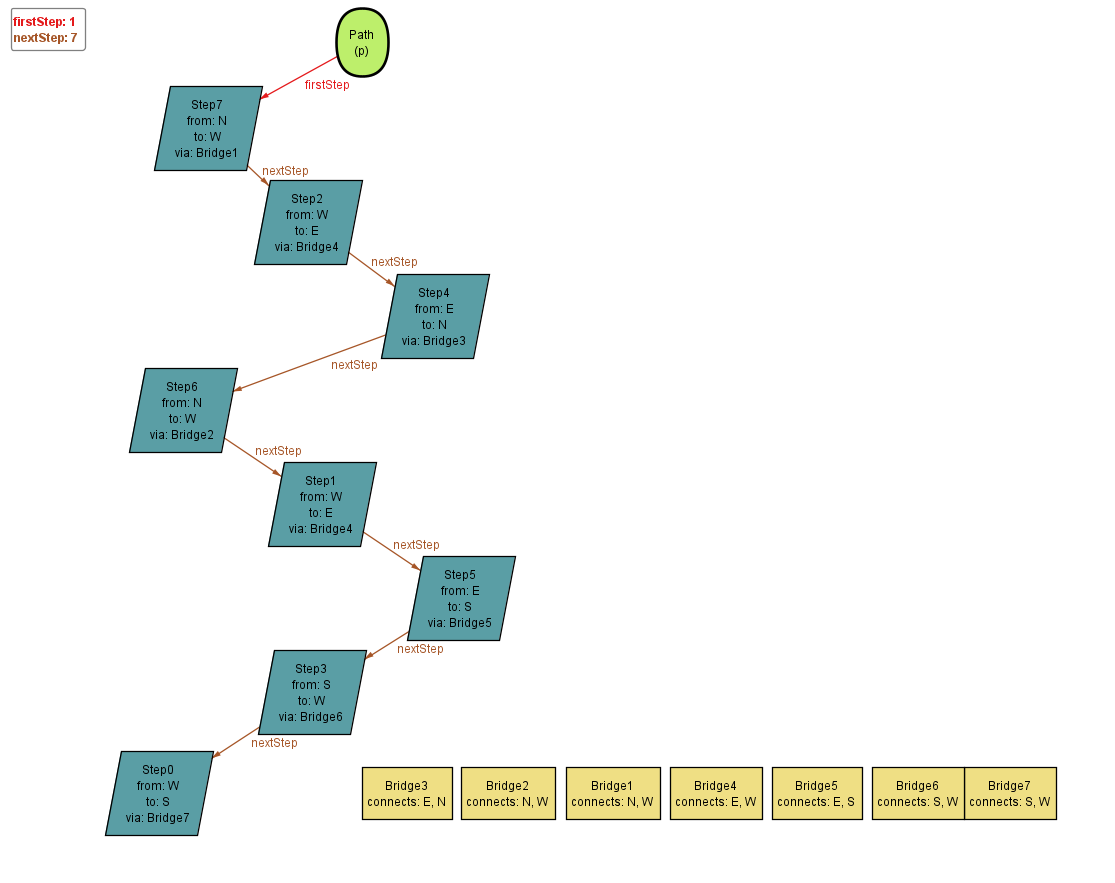 firstStep: 1
nextStep: 7
Path
(p)
firstStep
Step7
from: N
to: W
via: Bridge1
nextStep
Step2
from: W
to: E
via: Bridge4
nextStep
Step4
from: E
to: N
via: Bridge3
nextStep
Step6
from: N
to: W
via: Bridge2
nextStep
Step1
from: W
to: E
via: Bridge4
nextStep
Step5
from: E
to: S
via: Bridge5
nextStep
Step3
from: S
to: W
via: Bridge6
nextStep
Step0
from: W
to: S
via: Bridge7
Bridge3
connects: E, N
Bridge2
connects: N, W
Bridge1
connects: N, W
Bridge4
connects: E, W
Bridge5
connects: E, S
Bridge6
connects: S, W
Bridge7
connects: S, W